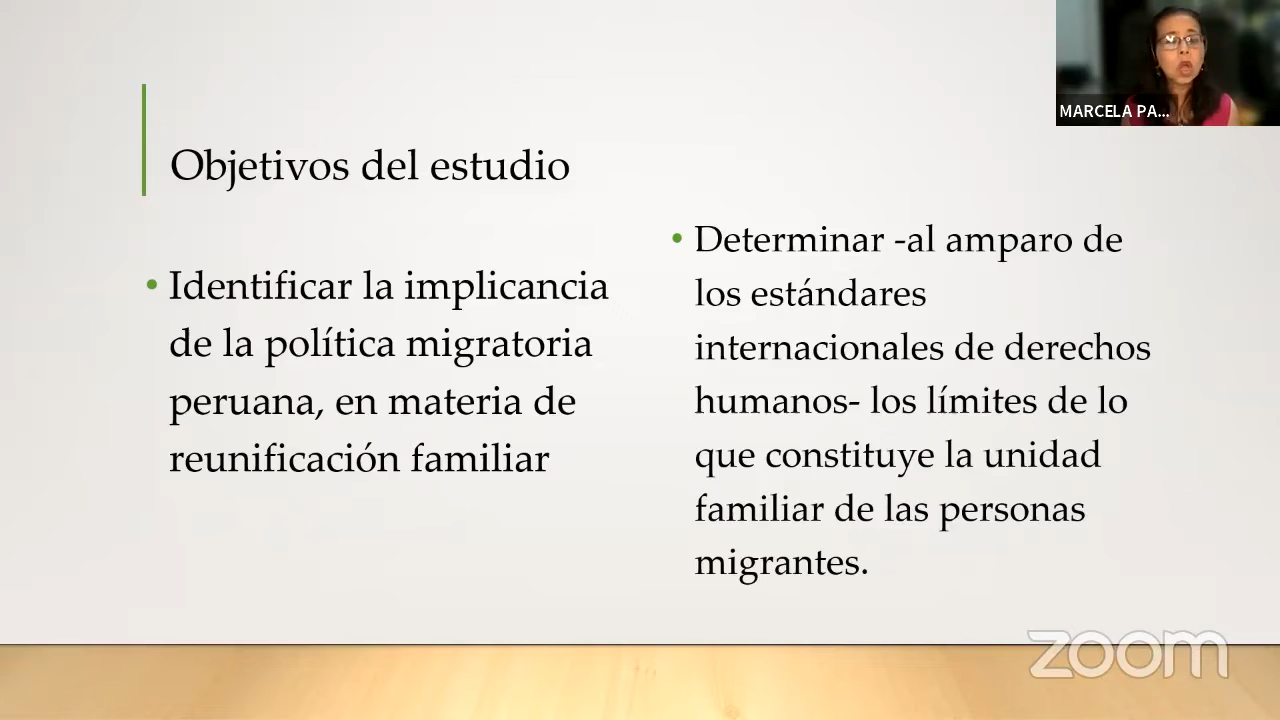 MARCELA PA...
Objetivos del estudio
• Identificar la implicancia
de la política migratoria
peruana, en materia de
reunificación familiar
• Determinar -al amparo de
los estándares
internacionales de derechos
humanos- los límites de lo
que constituye la unidad
familiar de las personas
migrantes.
zoom